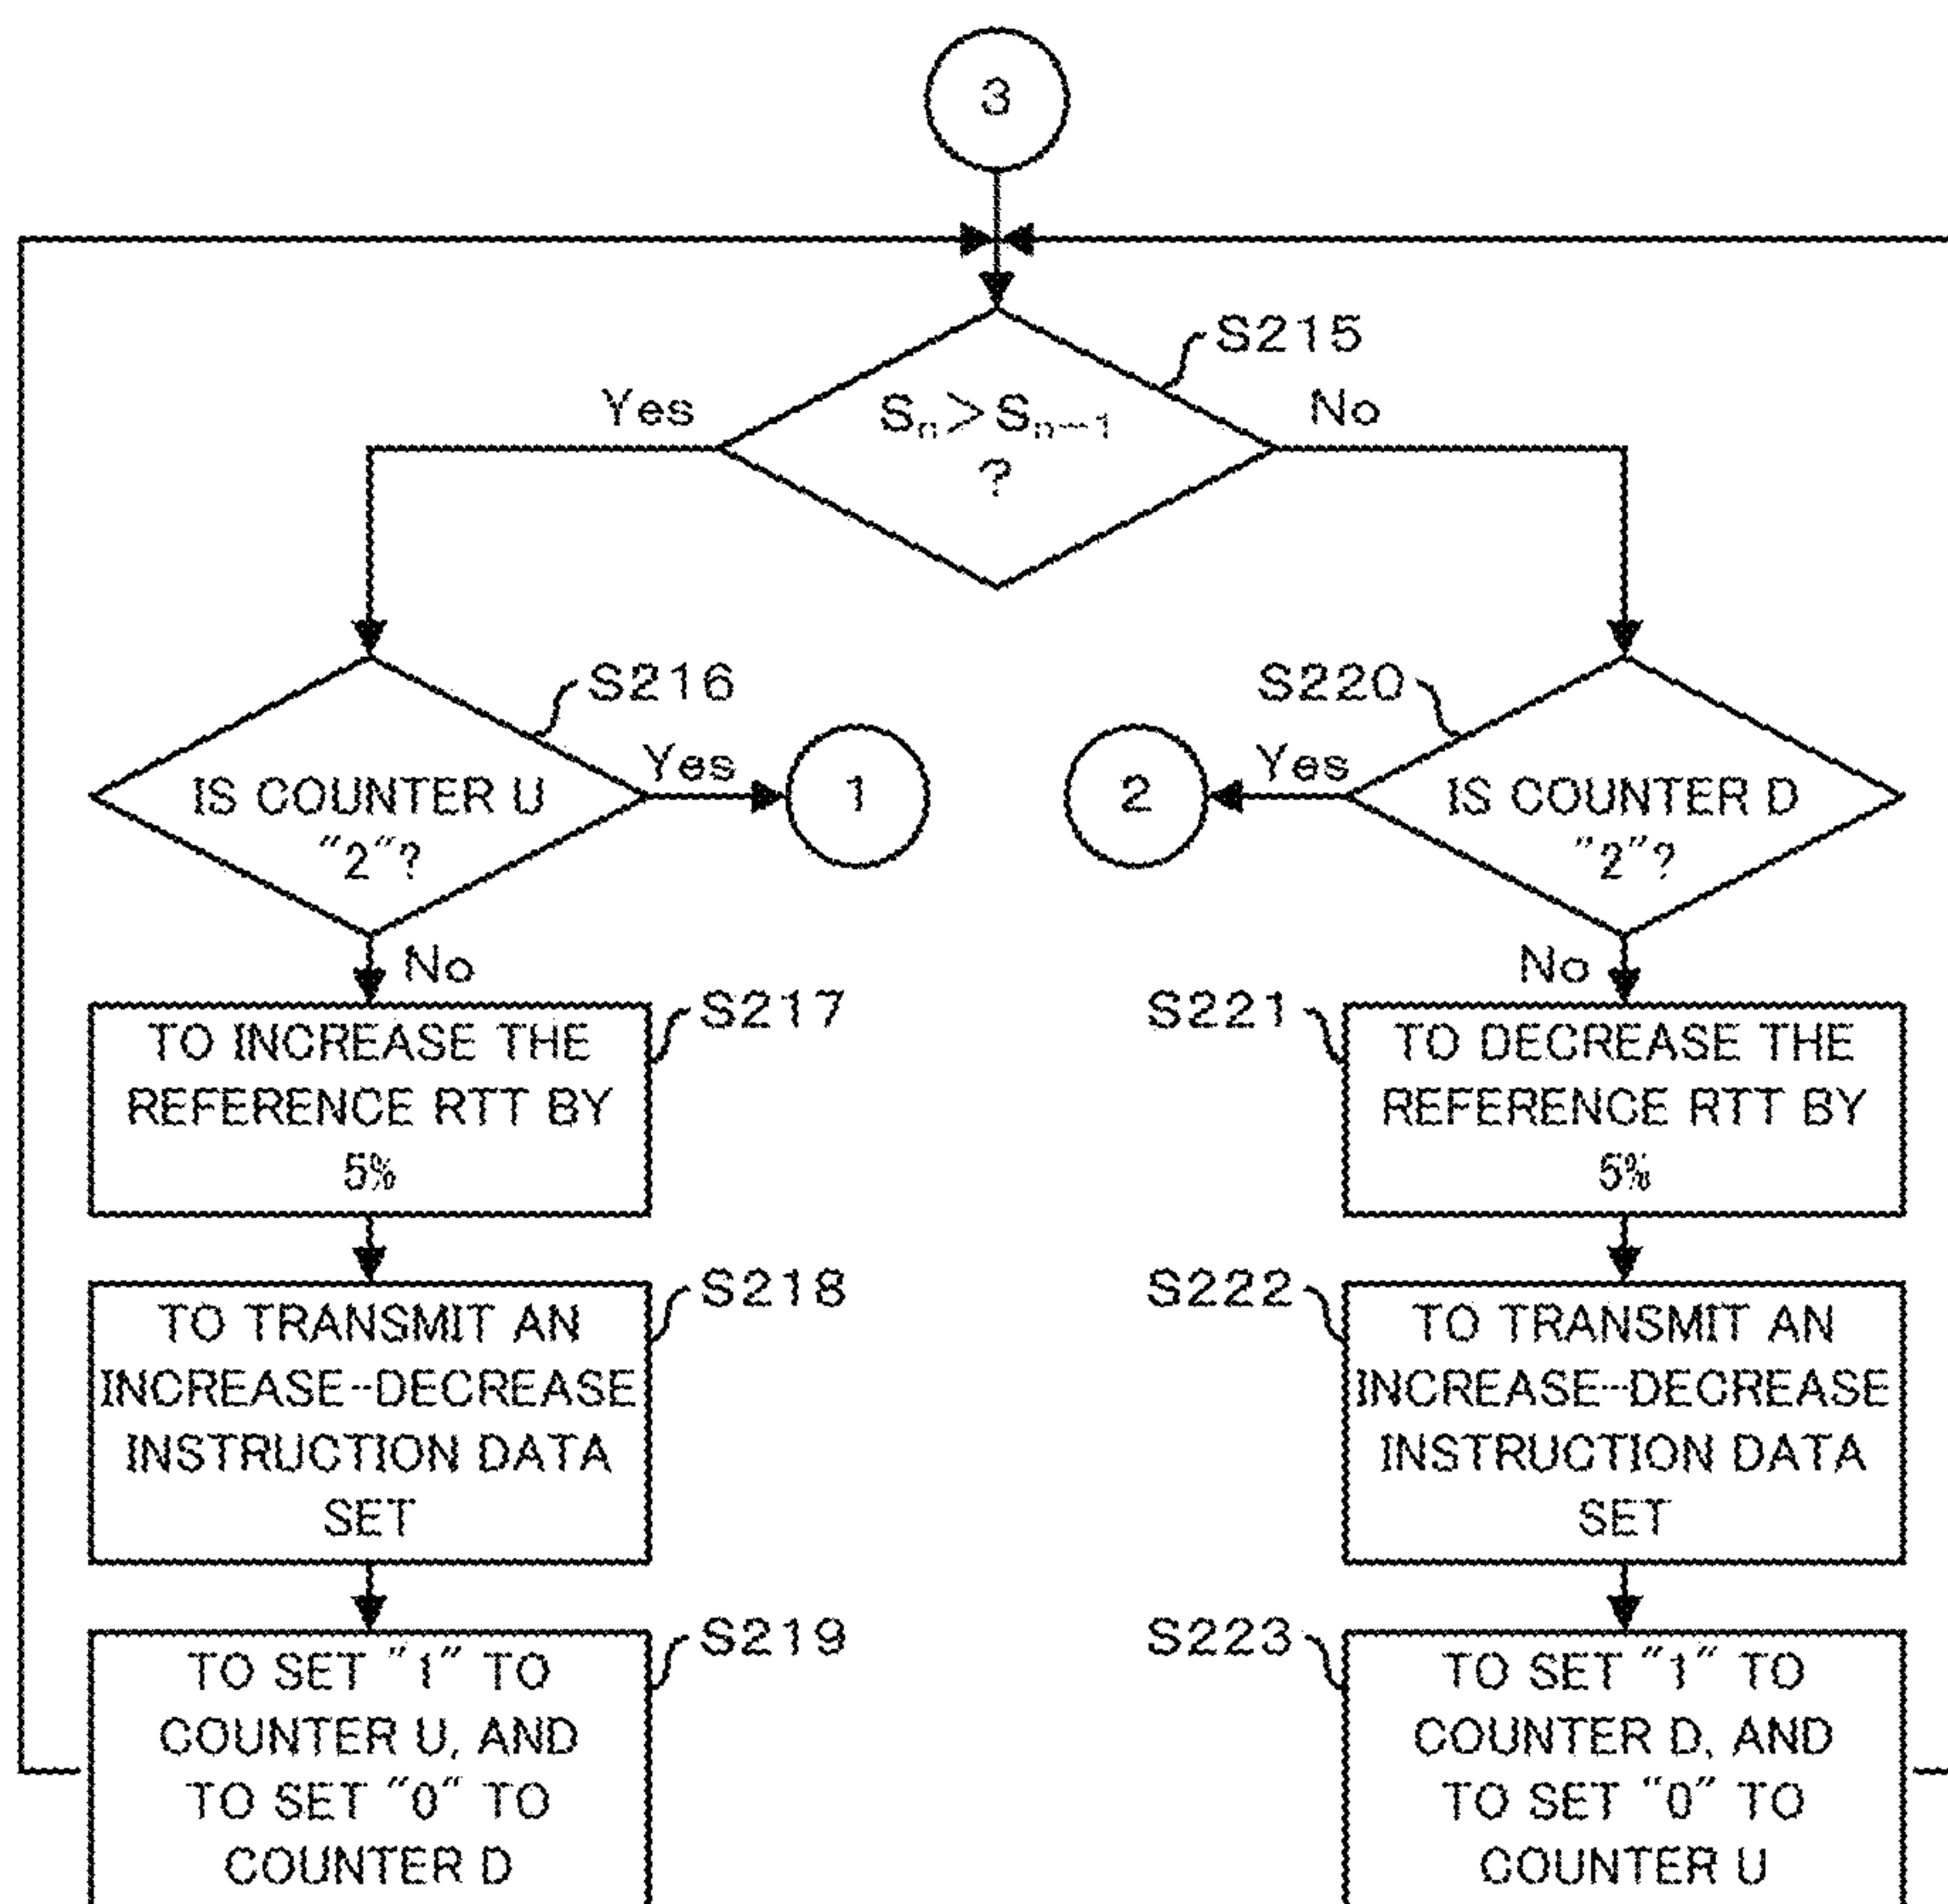 3
S215
Yes
Sn>Sn-1
No
?
S216
S220
Yes
1
2
Yes
IS COUNTER U
"2"?
IS COUNTER D
"2"?
No
No
S217
S221
TO INCREASE THE
REFERENCE RTT BY
5%
TO DECREASE THE
REFERENCE RTT BY
5%
S218
S222
TO TRANSMIT AN
INCREASE-DECREASE
INSTRUCTION DATA
SET
TO TRANSMIT AN
INCREASE-DECREASE
INSTRUCTION DATA
SET
S219
S223
TO SET "1" TO
COUNTER U, AND
TO SET "0" TO
COUNTER D
TO SET "1" TO
COUNTER D, AND
TO SET "0" TO
COUNTER U